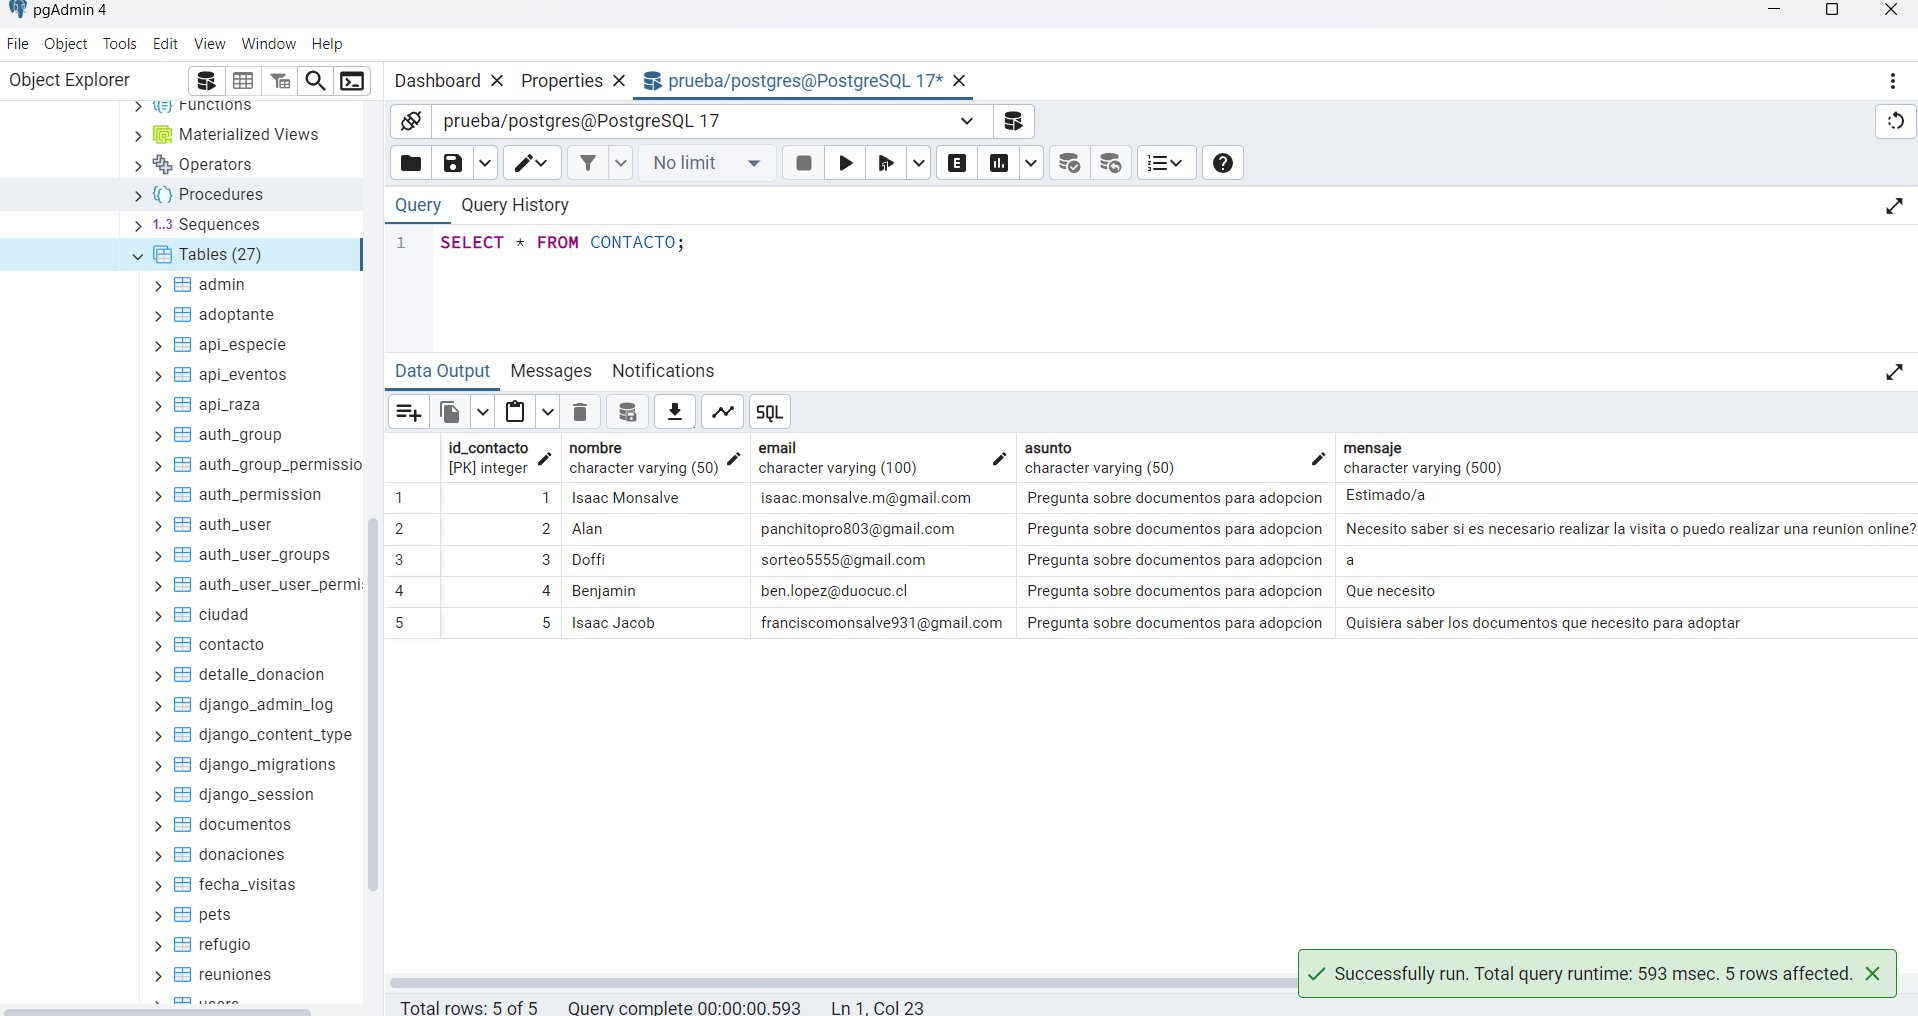 pgAdmin 4
File Object Tools Edit View Window Help
Object Explorer
Functions
Materialized Views
Operators
Procedures
1..3 Sequences
Tables (27)
admin
adoptante
api_especie
api_eventos
api_raza
auth_group
auth_group_permissio
auth_permission
auth_user
auth_user_groups
auth_user_user_permi
ciudad
contacto
detalle_donacion
django_admin_log
django_content_type
django_migrations
django_session
documentos
donaciones
fecha_visitas
pets
refugio
reuniones
users
Dashboard Properties prueba/postgres@PostgreSQL 17*
prueba/postgres@PostgreSQL 17
No limit E
Query Query History
1 SELECT * FROM CONTACTO;
Data Output Messages Notifications
SQL
id_contacto nombre email asunto mensaje
[PK] integer character varying (50) character varying (100) character varying (50) character varying (500)
1 1 Isaac Monsalve isaac.monsalve.m@gmail.com Pregunta sobre documentos para adopcion Estimado/a
2 2 Alan panchitopro803@gmail.com Pregunta sobre documentos para adopcion Necesito saber si es necesario realizar la visita o puedo realizar una reunion online?
3 3 Doffi sorteo5555@gmail.com Pregunta sobre documentos para adopcion a
4 4 Benjamin ben.lopez@duocuc.cl Pregunta sobre documentos para adopcion Que necesito
5 5 Isaac Jacob franciscomonsalve931@gmail.com Pregunta sobre documentos para adopcion Quisiera saber los documentos que necesito para adoptar
Successfully run. Total query runtime: 593 msec. 5 rows affected.
Total rows: 5 of 5 Query complete 00:00:00.593 Ln 1, Col 23